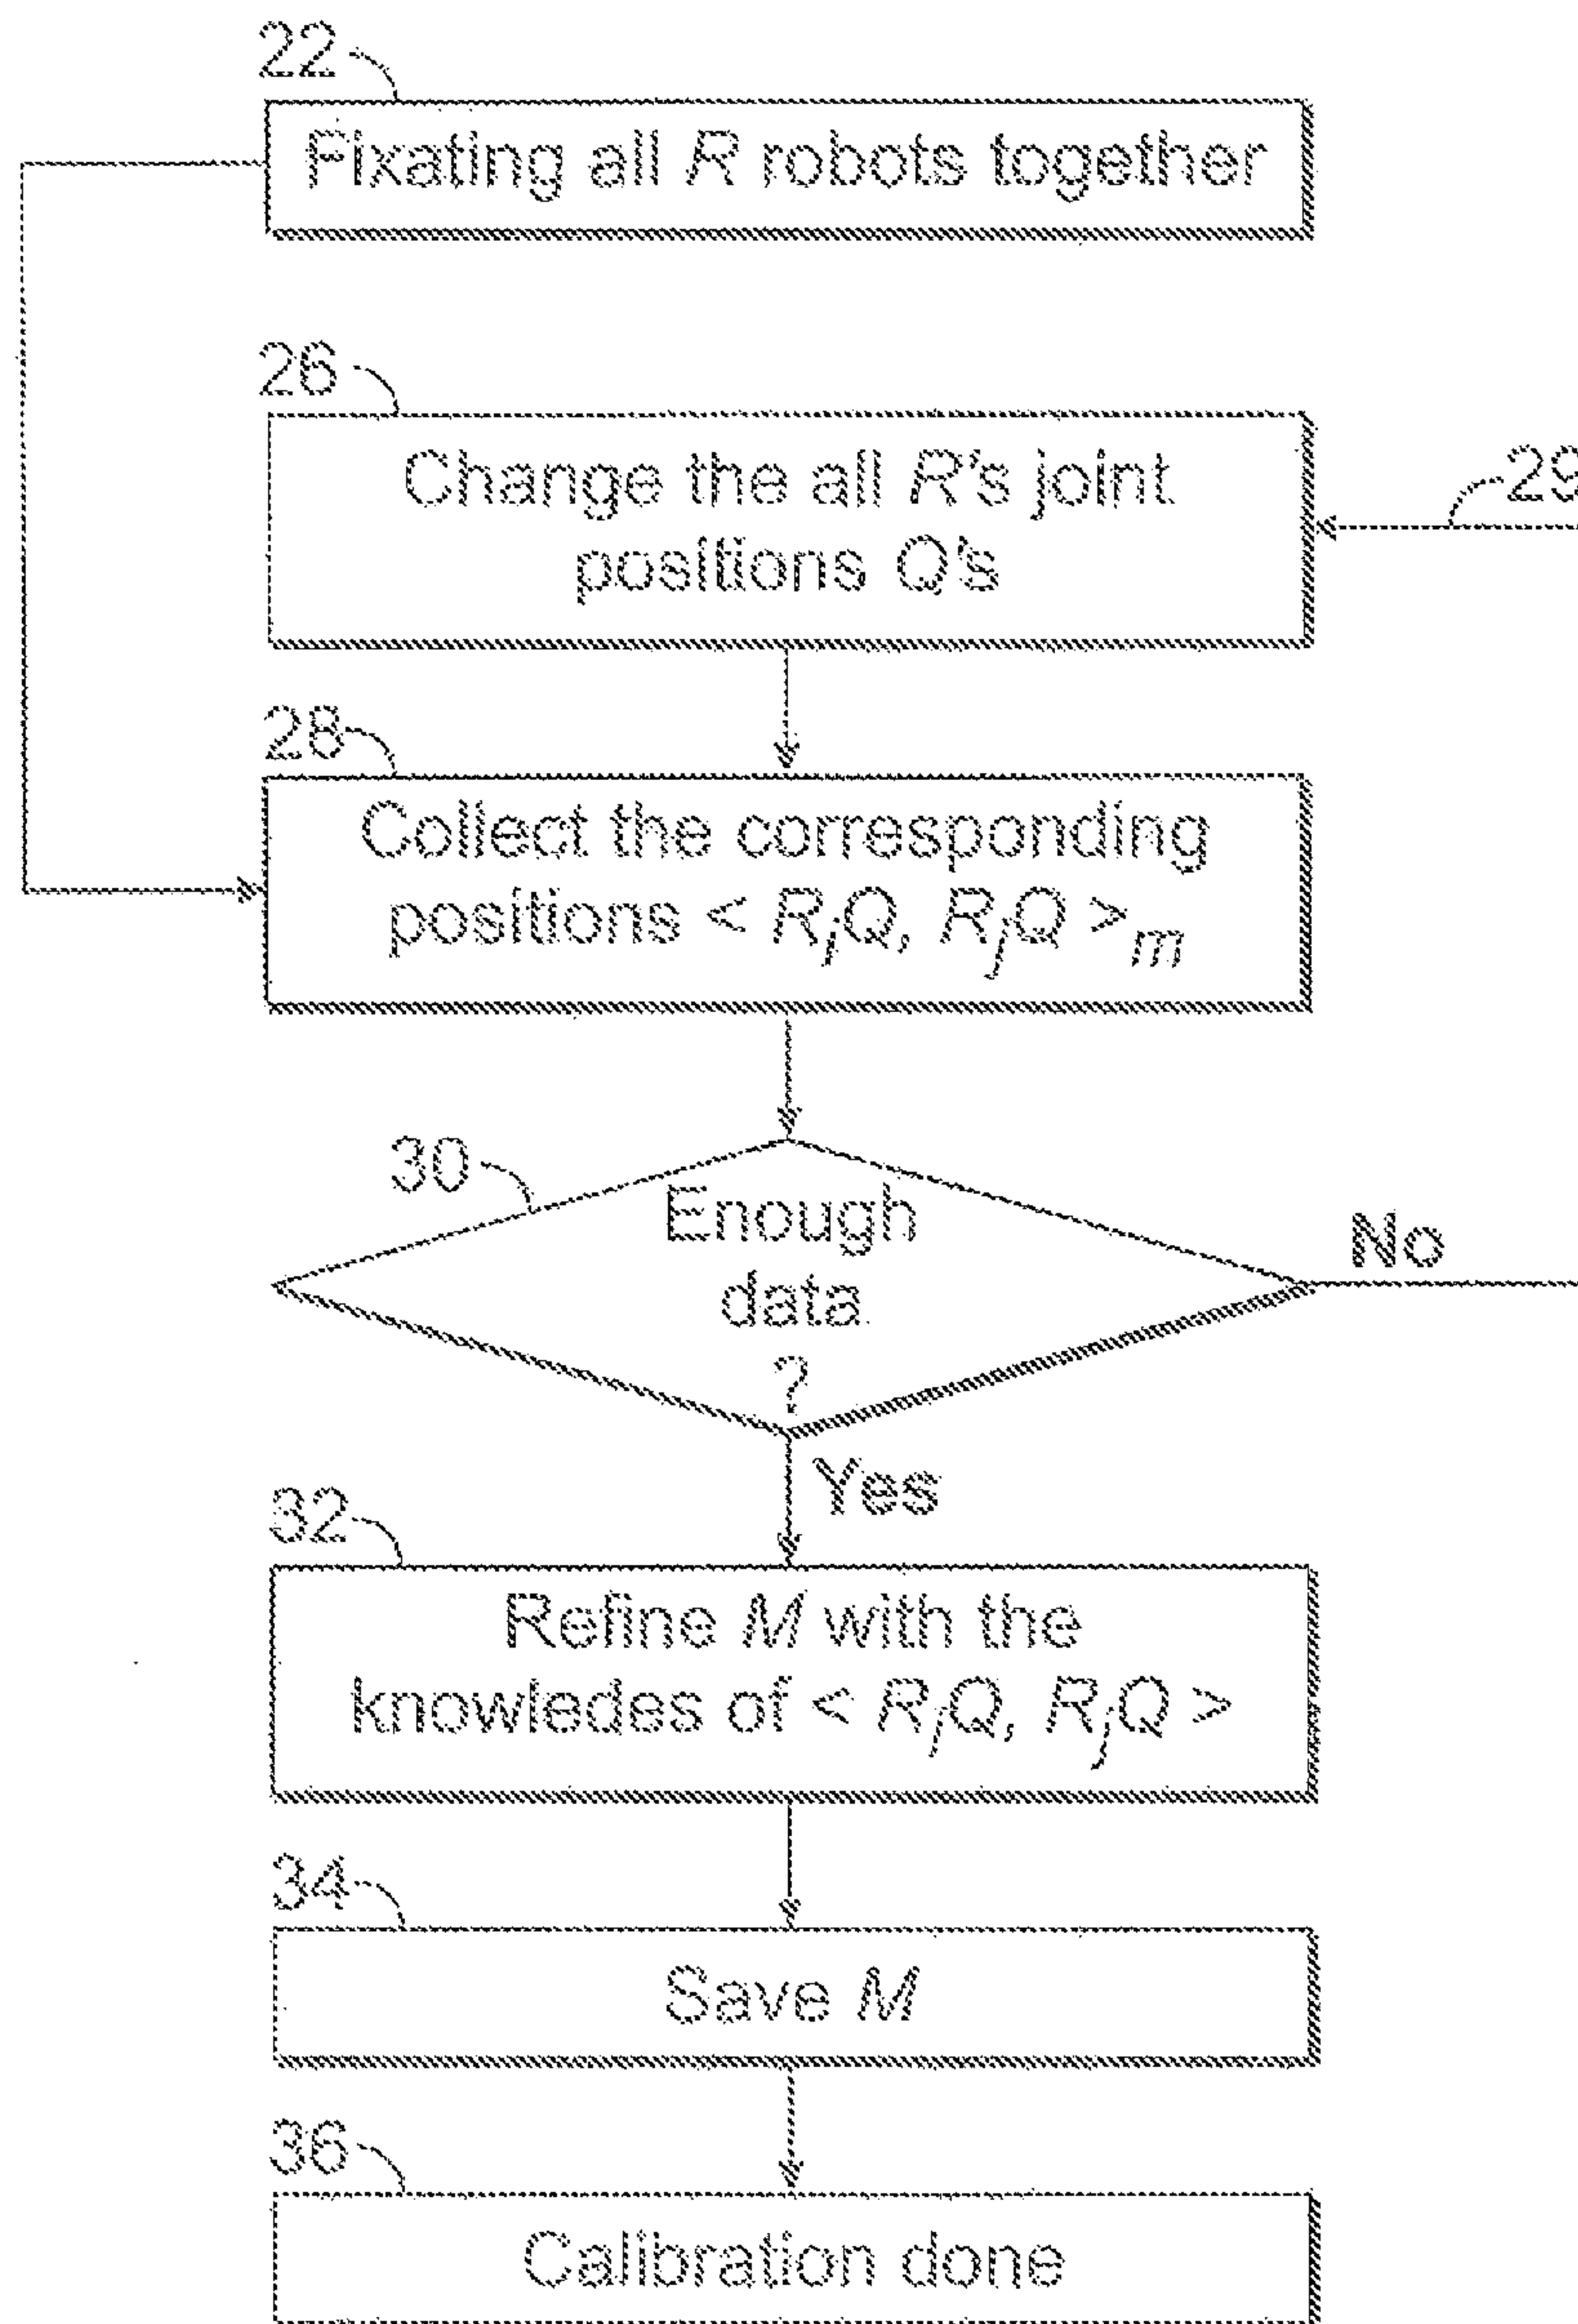 22
Fixating all R robots together
26
Change the all R's joint
positions Q's
29
28
Collect the corresponding
positions < RiQ, RjQ >m
30
Enough
data
?
No
Yes
32
Refine M with the
knowledes of < RiQ, RjQ >
34
Save M
36
Calibration done